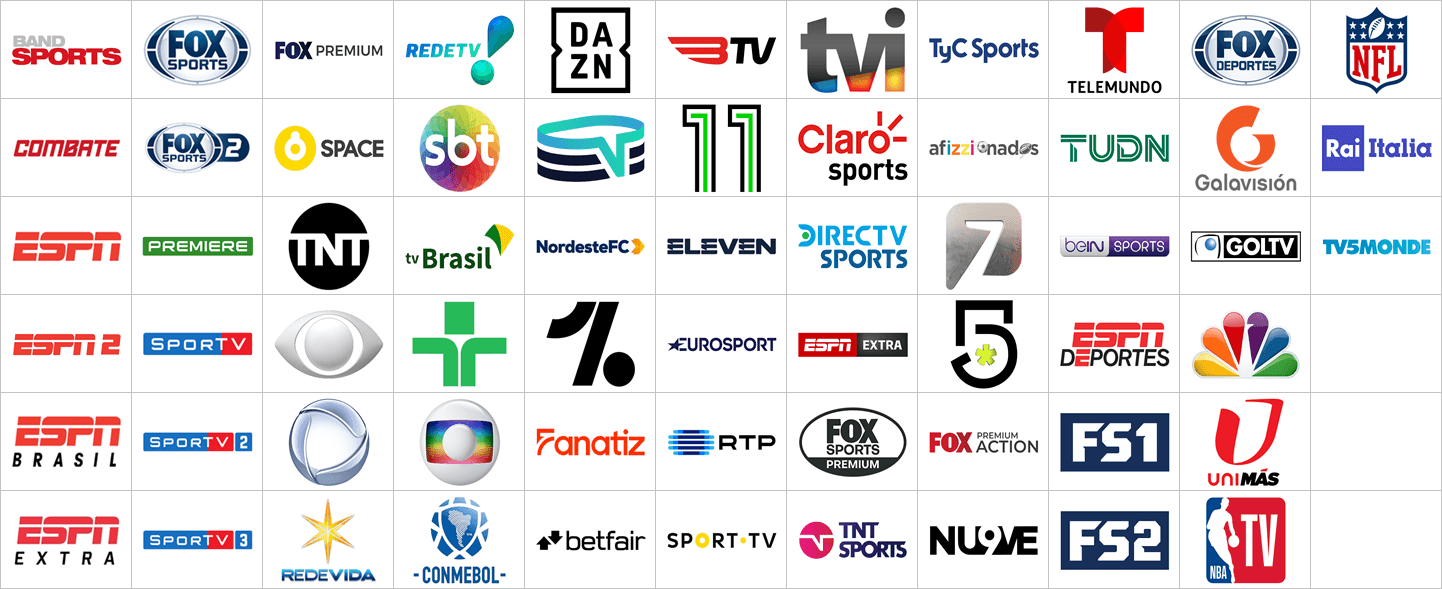 BAND
SPORTS
FOX
SPORTS
FOX PREMIUM
REDETV
DA
ZN
BTV
tvi
TyC Sports
TELEMUNDO
FOX
DEPORTES
NFL
COMBATE
FOX
SPORTS 2
SPACE
sbt
11
Claro
sports
afizzionados
TUDN
Galavisión
Rai Italia
ESPN
PREMIERE
TNT
tv Brasil
NordesteFC
ELEVEN
DIRECTV
SPORTS
7
beIN SPORTS
GOLTV
TV5MONDE
ESPN 2
SPORTV
1
EUROSPORT
ESPN EXTRA
5
ESPN
DEPORTES
ESPN
BRASIL
SPORTV 2
Fanatiz
RTP
FOX
SPORTS
PREMIUM
FOX PREMIUM
ACTION
FS1
UNIMÁS
ESPN
EXTRA
SPORTV 3
REDEVIDA
-CONMEBOL-
betfair
SPORT·TV
TNT
SPORTS
NU9VE
FS2
NBA
TV